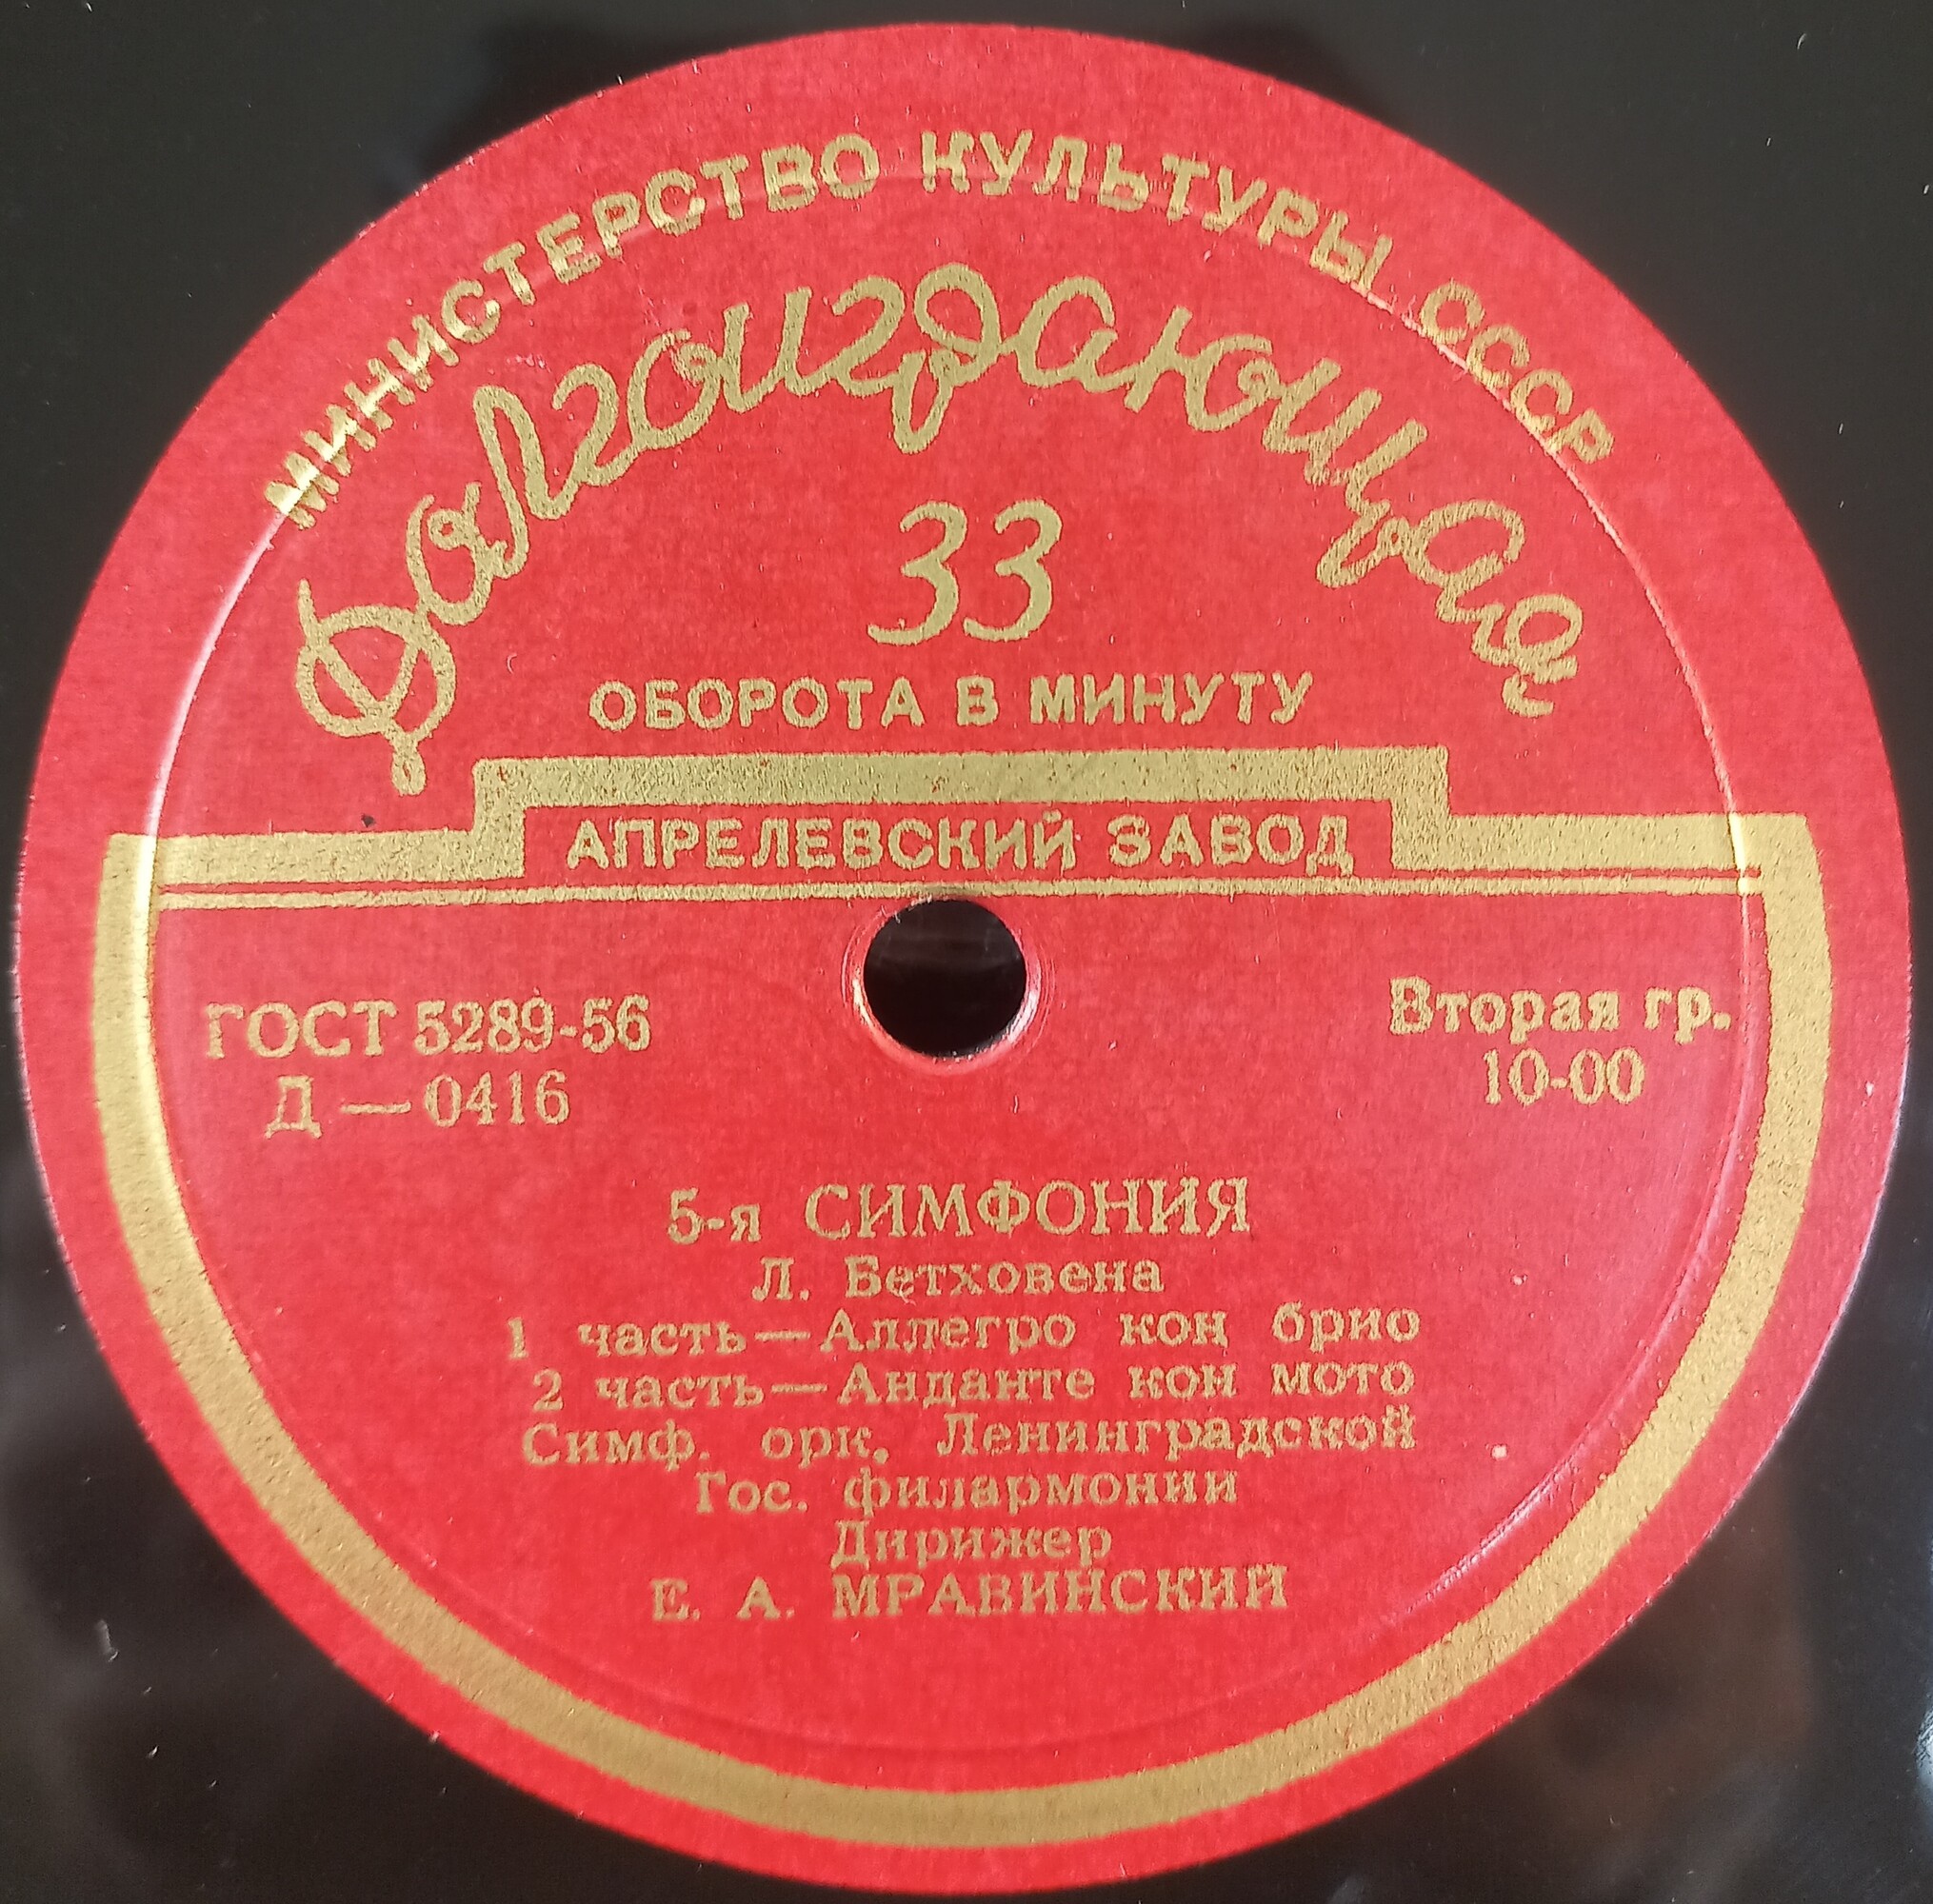 МИНИСТЕРСТВО КУЛЬТУРЫ СССР
Долгоиграющая
33
ОБОРОТА В МИНУТУ
АПРЕЛЕВСКИЙ ЗАВОД
ГОСТ 5289-56
Д — 0416
Вторая гр.
10-00
5-я СИМФОНИЯ
Л. Бетховена
1 часть — Аллегро кон брио
2 часть — Анданте кон мото
Симф. орк. Ленинградской
Гос. филармонии
Дирижер
Е. А. МРАВИНСКИЙ